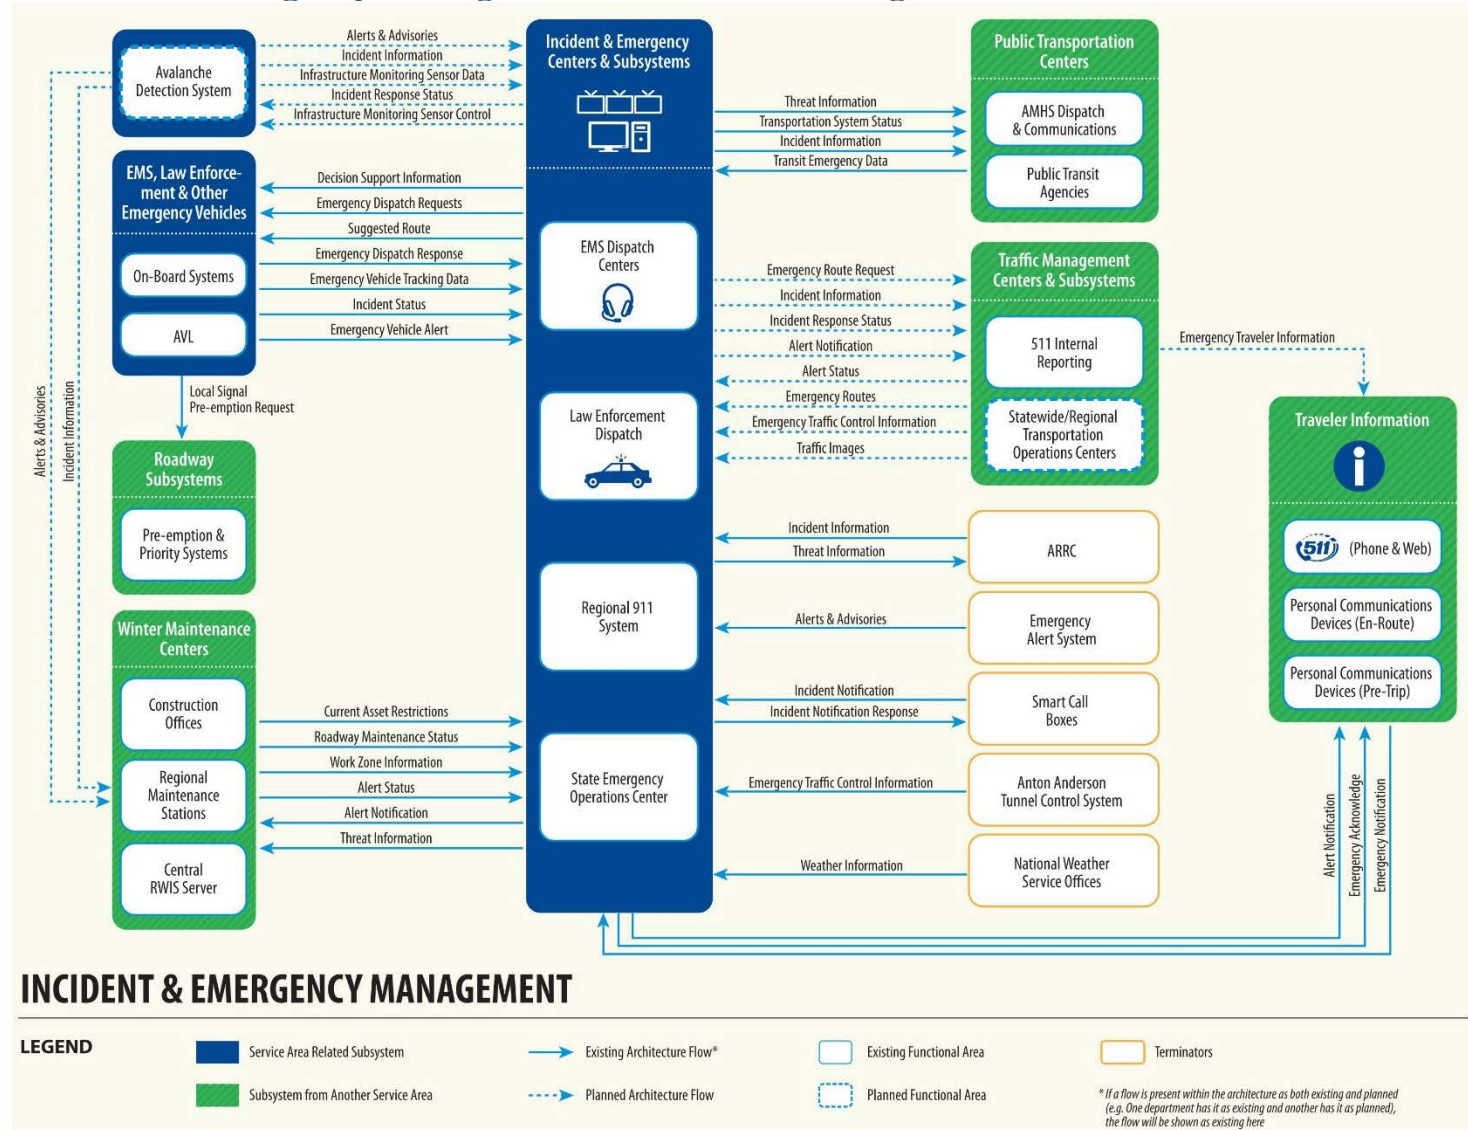 Alerts & Advisories
Incident Information
Infrastructure Monitoring Sensor Data
Incident Response Status
Infrastructure Monitoring Sensor Control
Avalanche
Detection System
Incident & Emergency
Centers & Subsystems
Public Transportation
Centers
Threat Information
Transportation System Status
Incident Information
Transit Emergency Data
AMHS Dispatch
& Communications
Public Transit
Agencies
EMS, Law Enforce-
ment & Other
Emergency Vehicles
On-Board Systems
AVL
Decision Support Information
Emergency Dispatch Requests
Suggested Route
Emergency Dispatch Response
Emergency Vehicle Tracking Data
Incident Status
Emergency Vehicle Alert
EMS Dispatch
Centers
Emergency Route Request
Incident Information
Incident Response Status
Alert Notification
Alert Status
Emergency Routes
Emergency Traffic Control Information
Traffic Images
Traffic Management
Centers & Subsystems
511 Internal
Reporting
Statewide/Regional
Transportation
Operations Centers
Emergency Traveler Information
Local Signal
Pre-emption Request
Alerts & Advisories
Incident Information
Law Enforcement
Dispatch
Traveler Information
i
511 (Phone & Web)
Personal Communications
Devices (En-Route)
Personal Communications
Devices (Pre-Trip)
Roadway
Subsystems
Pre-emption &
Priority Systems
Incident Information
Threat Information
ARRC
Regional 911
System
Alerts & Advisories
Emergency
Alert System
Winter Maintenance
Centers
Construction
Offices
Regional
Maintenance
Stations
Central
RWIS Server
Current Asset Restrictions
Roadway Maintenance Status
Work Zone Information
Alert Status
Alert Notification
Threat Information
State Emergency
Operations Center
Incident Notification
Incident Notification Response
Smart Call
Boxes
Emergency Traffic Control Information
Anton Anderson
Tunnel Control System
Weather Information
National Weather
Service Offices
Alert Notification
Emergency Acknowledge
Emergency Notification
INCIDENT & EMERGENCY MANAGEMENT
LEGEND
Service Area Related Subsystem
Existing Architecture Flow*
Existing Functional Area
Terminators
Subsystem from Another Service Area
Planned Architecture Flow
Planned Functional Area
* If a flow is present within the architecture as both existing and planned
(e.g. One department has it as existing and another has it as planned),
the flow will be shown as existing here